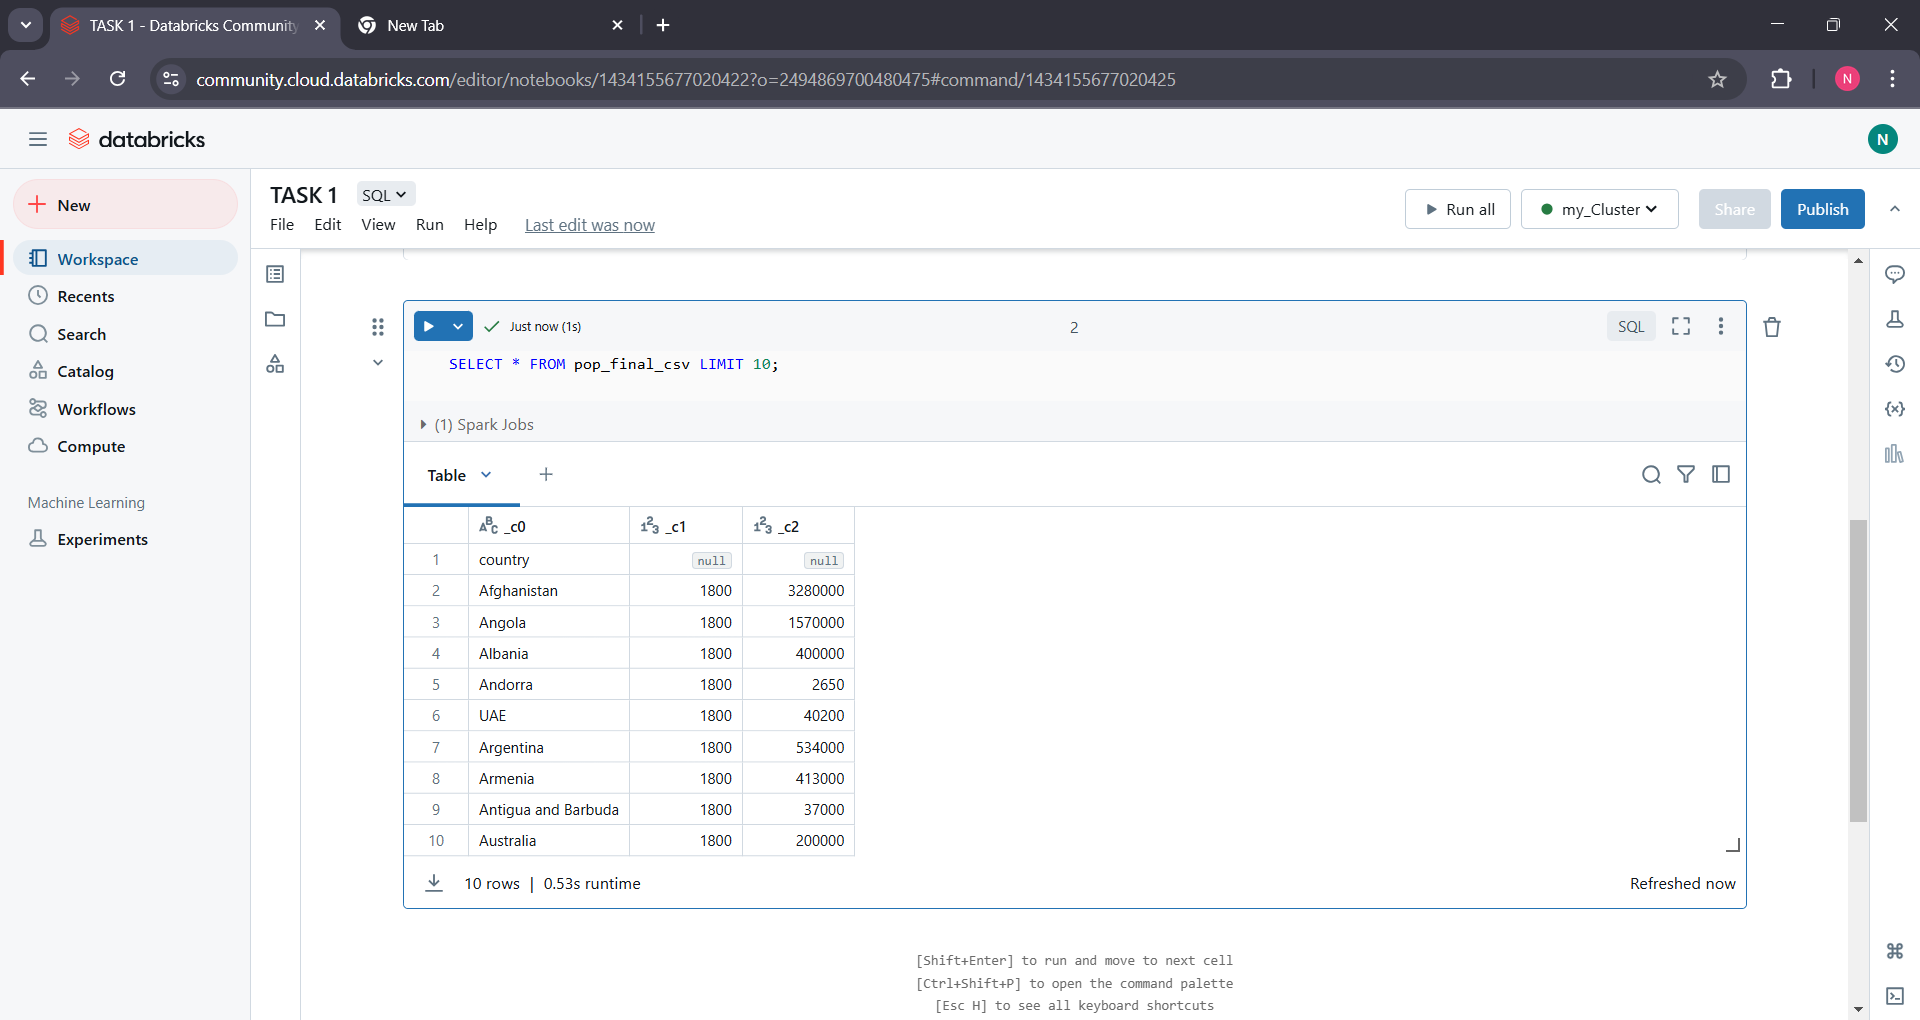 TASK 1 - Databricks Community
New Tab
community.cloud.databricks.com/editor/notebooks/1434155677020422?o=2494869700480475#command/1434155677020425
N
databricks
N
New
Workspace
Recents
Search
Catalog
Workflows
Compute
Machine Learning
Experiments
TASK 1 SQL
File Edit View Run Help Last edit was now
Run all my_Cluster Share Publish
Just now (1s) 2 SQL
SELECT * FROM pop_final_csv LIMIT 10;
(1) Spark Jobs
Table
_c0 _c1 _c2
1 country null null
2 Afghanistan 1800 3280000
3 Angola 1800 1570000
4 Albania 1800 400000
5 Andorra 1800 2650
6 UAE 1800 40200
7 Argentina 1800 534000
8 Armenia 1800 413000
9 Antigua and Barbuda 1800 37000
10 Australia 1800 200000
10 rows | 0.53s runtime Refreshed now
[Shift+Enter] to run and move to next cell
[Ctrl+Shift+P] to open the command palette
[Esc H] to see all keyboard shortcuts